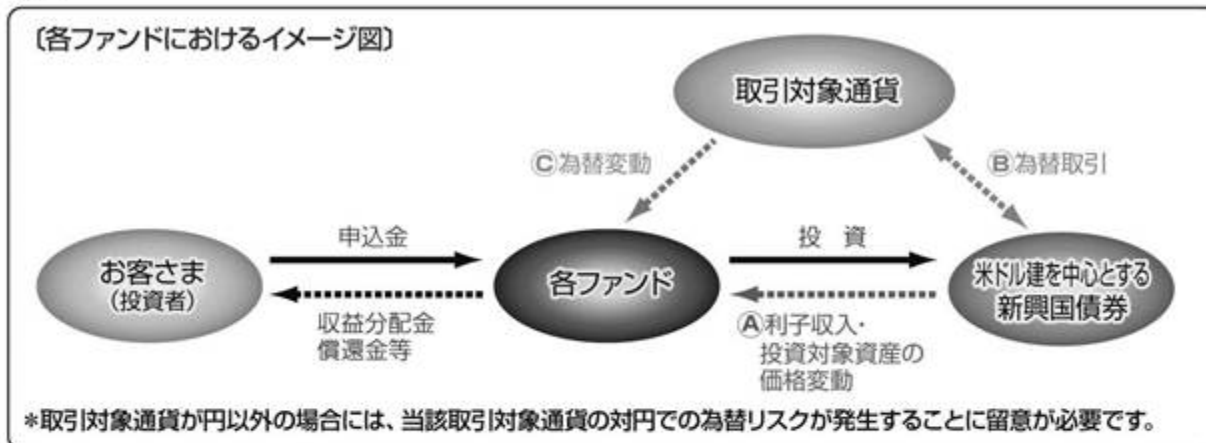 〔各ファンドにおけるイメージ図〕
取引対象通貨
Ⓒ為替変動
Ⓑ為替取引
申込金
投 資
お客さま
(投資者)
各ファンド
米ドル建を中心とする
新興国債券
収益分配金
償還金等
Ⓐ利子収入・
投資対象資産の
価格変動
*取引対象通貨が円以外の場合には、当該取引対象通貨の対円での為替リスクが発生することに留意が必要です。